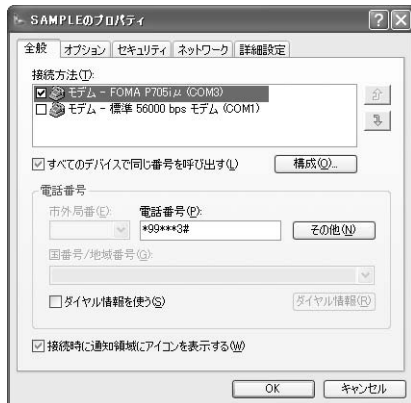 SAMPLEのプロパティ
全般 オプション セキュリティ ネットワーク 詳細設定
接続方法(T):
モデム - FOMA P705iμ (COM3)
モデム - 標準 56000 bps モデム (COM1)
すべてのデバイスで同じ番号を呼び出す(L) 構成(O)...
電話番号
市外局番(E): 電話番号(P):
*99***3# その他(N)
国番号/地域番号(G):
ダイヤル情報を使う(S) ダイヤル情報(R)
接続時に通知領域にアイコンを表示する(W)
OK キャンセル